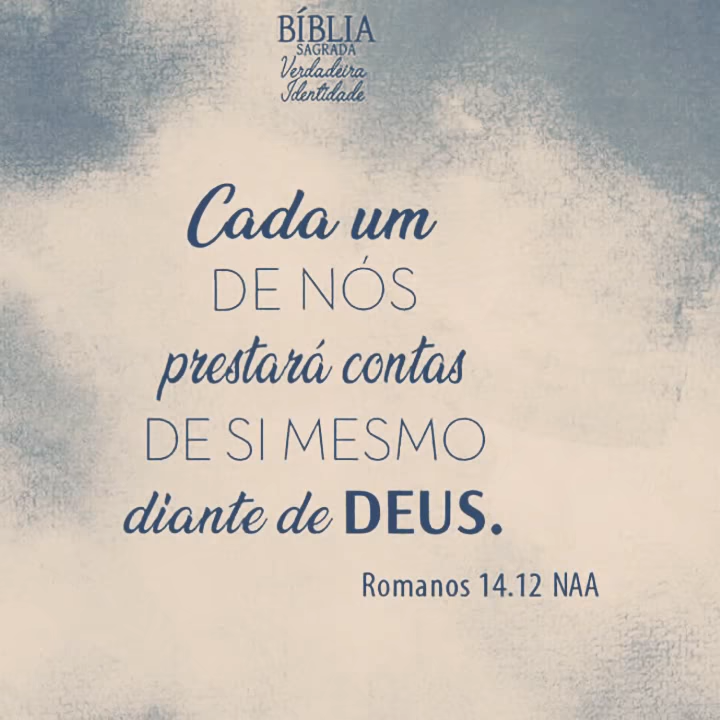 BÍBLIA
SAGRADA
Verdadeira
Identidade
Cada um
DE NÓS
prestará contas
DE SI MESMO
diante de DEUS.
Romanos 14.12 NAA